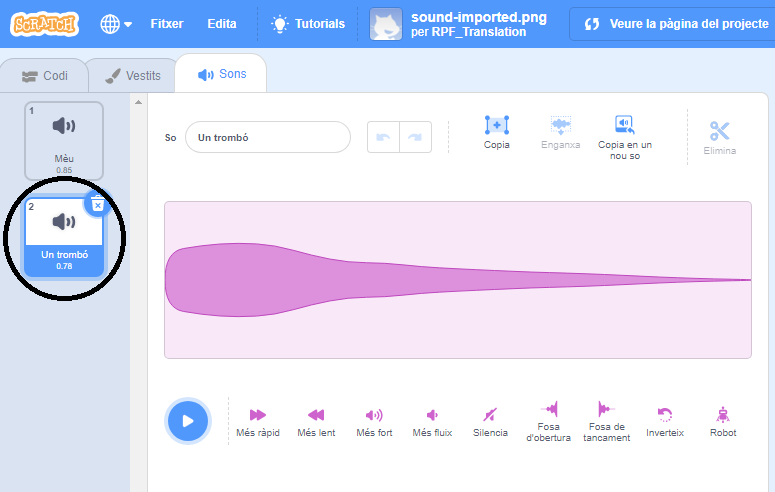 SCRATCH
Fitxer
Edita
Tutorials
sound-imported.png
per RPF_Translation
Veure la pàgina del projecte
Codi
Vestits
Sons
1
Mèu
0.85
2
Un trombó
0.78
So
Un trombó
Copia
Enganxa
Copia en un
nou so
Elimina
Més ràpid
Més lent
Més fort
Més fluix
Silencia
Fosa
d'obertura
Fosa de
tancament
Inverteix
Robot